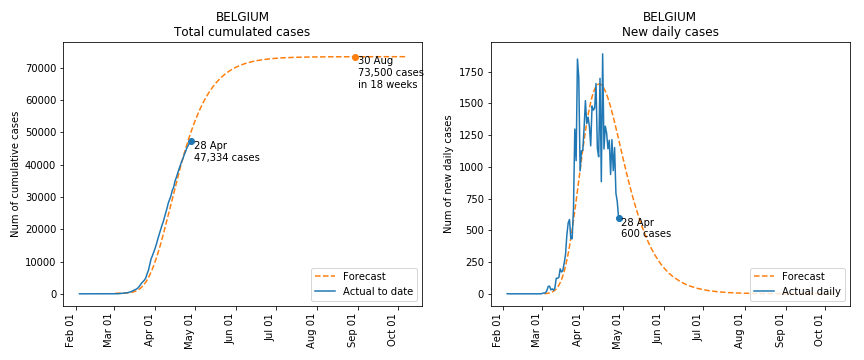 BELGIUM
Total cumulated cases
Num of cumulative cases
70000
60000
50000
40000
30000
20000
10000
0
30 Aug
73,500 cases
in 18 weeks
28 Apr
47,334 cases
Forecast
Actual to date
Feb 01
Mar 01
Apr 01
May 01
Jun 01
Jul 01
Aug 01
Sep 01
Oct 01
BELGIUM
New daily cases
Num of new daily cases
1750
1500
1250
1000
750
500
250
0
28 Apr
600 cases
Forecast
Actual daily
Feb 01
Mar 01
Apr 01
May 01
Jun 01
Jul 01
Aug 01
Sep 01
Oct 01